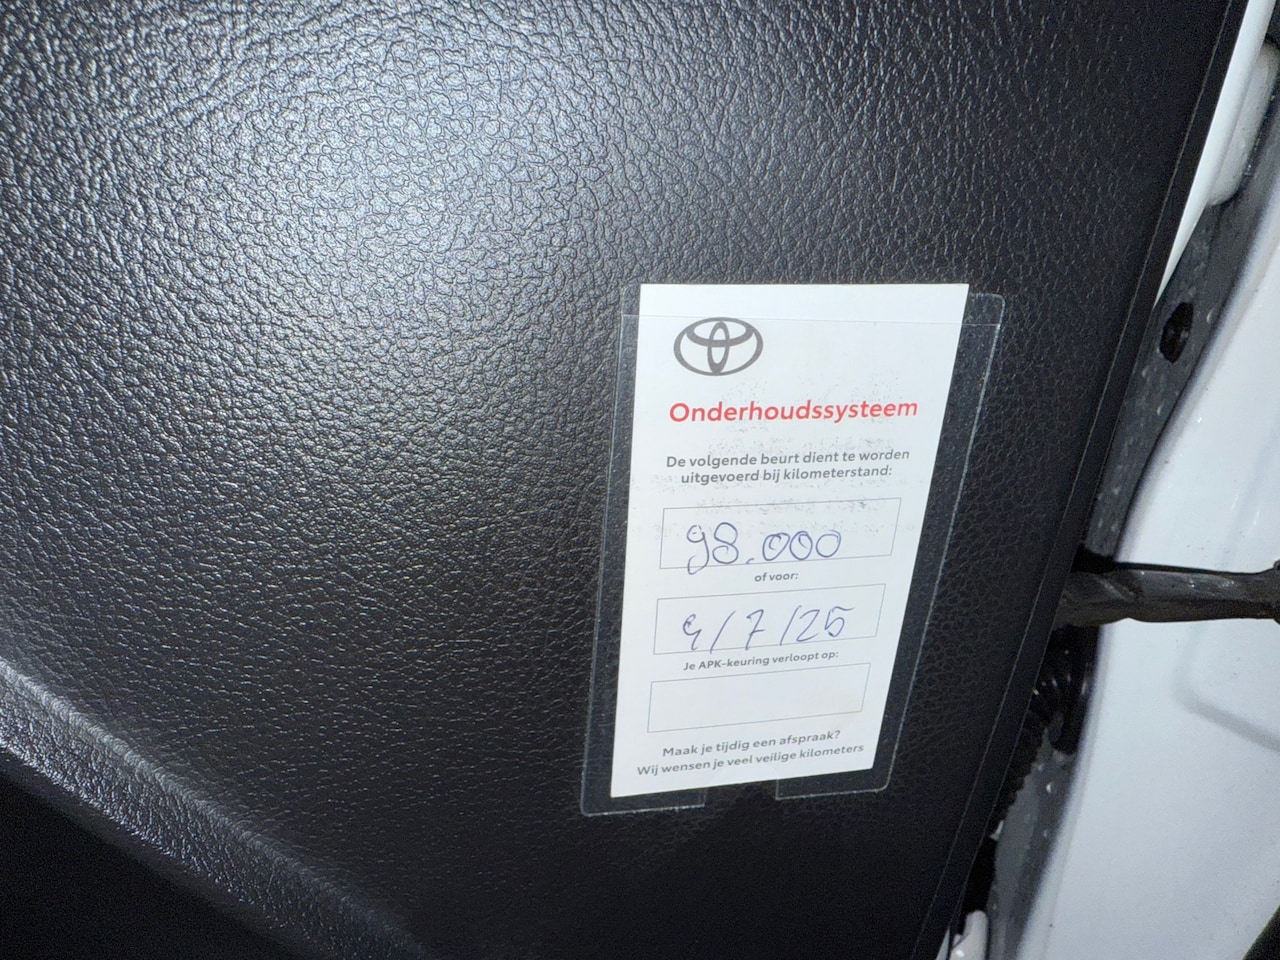 Onderhoudssysteem
De volgende beurt dient te worden
uitgevoerd bij kilometerstand:
98.000
of voor:
9/7/25
Je APK-keuring verloopt op:
Maak je tijdig een afspraak?
Wij wensen je veel veilige kilometers